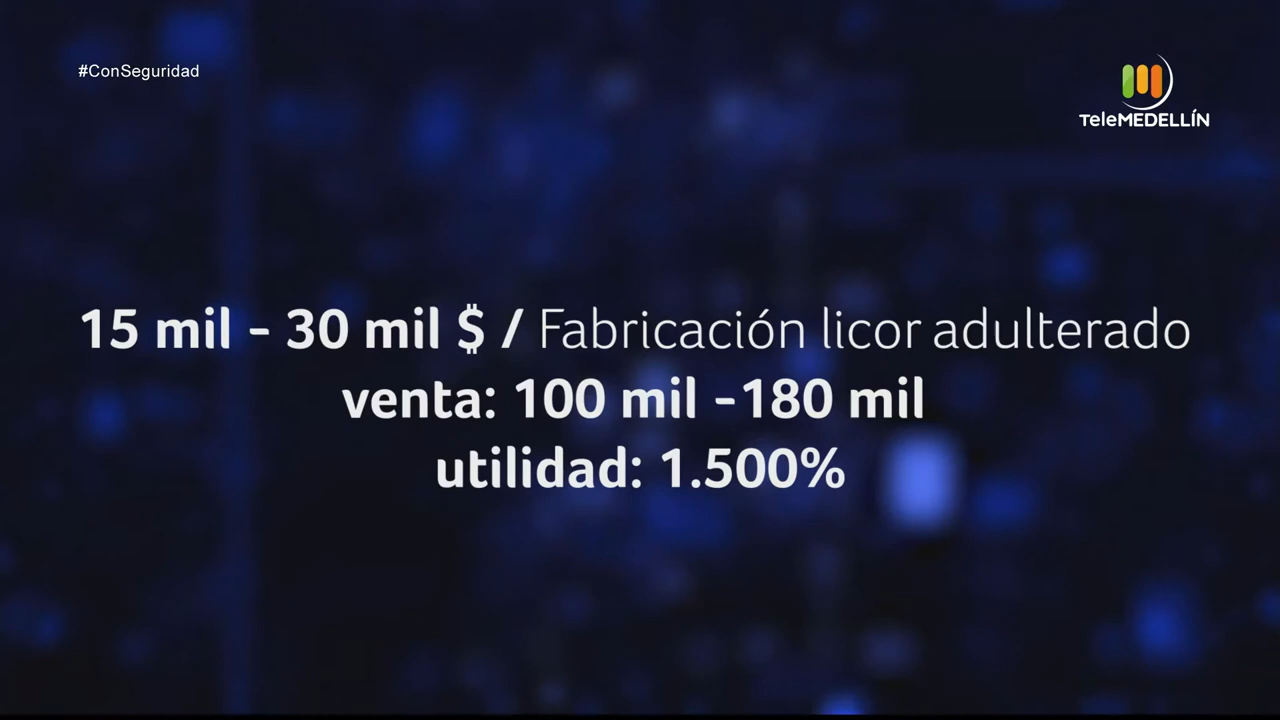 #ConSeguridad
TeleMEDELLÍN
15 mil - 30 mil $ / Fabricación licor adulterado
venta: 100 mil -180 mil
utilidad: 1.500%